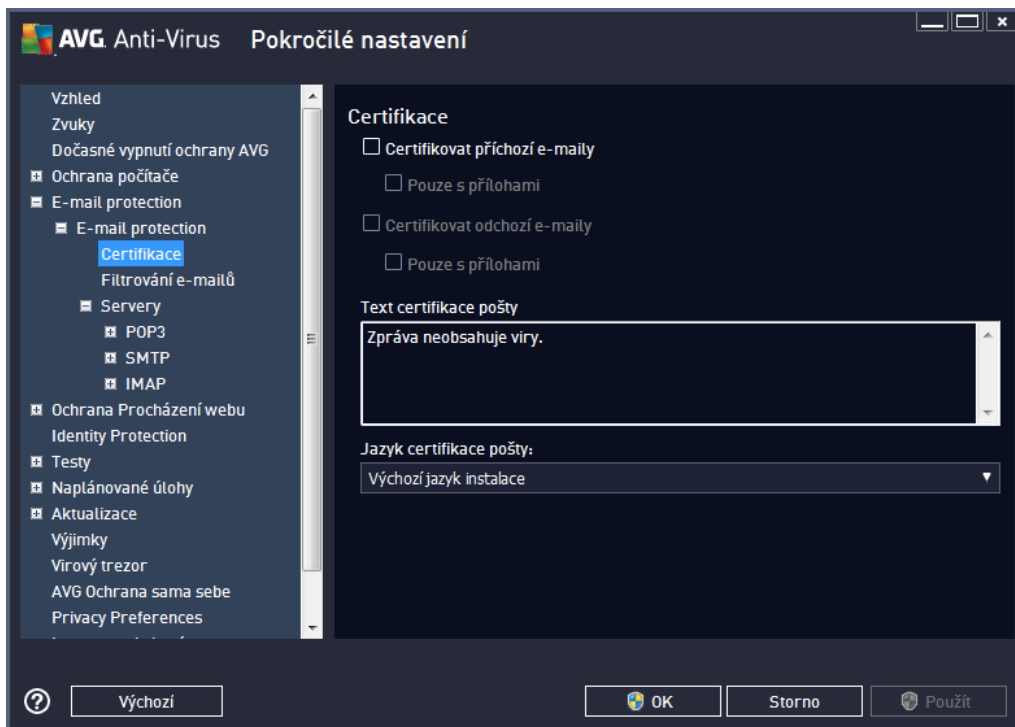 AVG Anti-Virus Pokročilé nastavení
Vzhled
Zvuky
Dočasné vypnutí ochrany AVG
Ochrana počítače
E-mail protection
E-mail protection
Certifikace
Filtrování e-mailů
Servery
POP3
SMTP
IMAP
Ochrana Procházení webu
Identity Protection
Testy
Naplánované úlohy
Aktualizace
Výjimky
Virový trezor
AVG Ochrana sama sebe
Privacy Preferences
Certifikace
Certifikovat příchozí e-maily
Pouze s přílohami
Certifikovat odchozí e-maily
Pouze s přílohami
Text certifikace pošty
Zpráva neobsahuje viry.
Jazyk certifikace pošty:
Výchozí jazyk instalace
Výchozí
OK
Storno
Použít